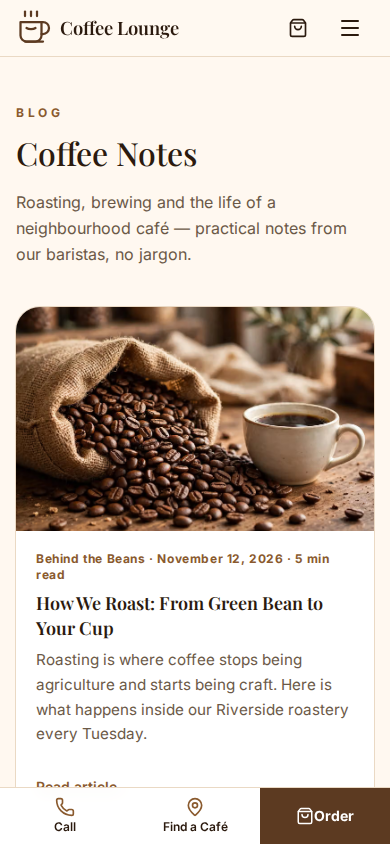 Coffee Lounge
BLOG
Coffee Notes
Roasting, brewing and the life of a
neighbourhood café — practical notes from
our baristas, no jargon.
Behind the Beans · November 12, 2026 · 5 min
read
How We Roast: From Green Bean to
Your Cup
Roasting is where coffee stops being
agriculture and starts being craft. Here is
what happens inside our Riverside roastery
every Tuesday.
Read article
Call
Find a Café
Order